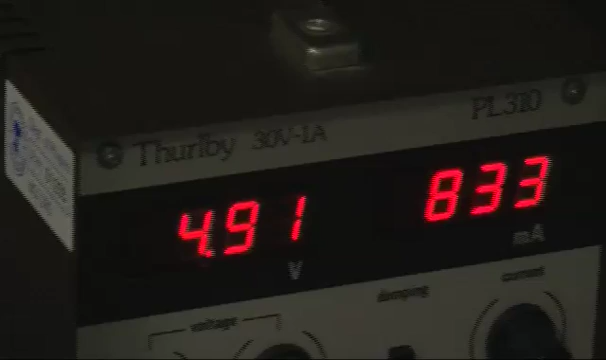 Thurlby 30V-1A PL310
4.91 833
V mA
damping current
voltage